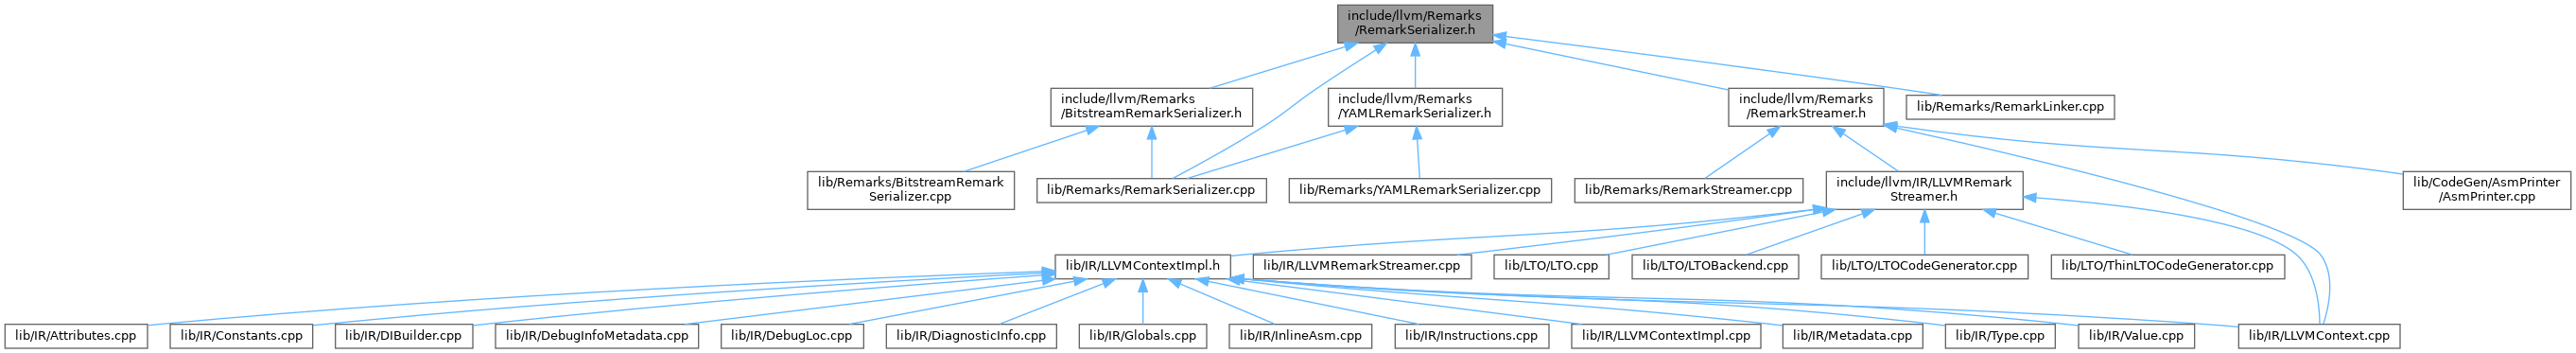 include/llvm/Remarks
/RemarkSerializer.h
include/llvm/Remarks
/BitstreamRemarkSerializer.h
include/llvm/Remarks
/YAMLRemarkSerializer.h
include/llvm/Remarks
/RemarkStreamer.h
lib/Remarks/RemarkLinker.cpp
lib/Remarks/BitstreamRemark
Serializer.cpp
lib/Remarks/RemarkSerializer.cpp
lib/Remarks/YAMLRemarkSerializer.cpp
lib/Remarks/RemarkStreamer.cpp
include/llvm/IR/LLVMRemark
Streamer.h
lib/CodeGen/AsmPrinter
/AsmPrinter.cpp
lib/IR/LLVMContextImpl.h
lib/IR/LLVMRemarkStreamer.cpp
lib/LTO/LTO.cpp
lib/LTO/LTOBackend.cpp
lib/LTO/LTOCodeGenerator.cpp
lib/LTO/ThinLTOCodeGenerator.cpp
lib/IR/Attributes.cpp
lib/IR/Constants.cpp
lib/IR/DIBuilder.cpp
lib/IR/DebugInfoMetadata.cpp
lib/IR/DebugLoc.cpp
lib/IR/DiagnosticInfo.cpp
lib/IR/Globals.cpp
lib/IR/InlineAsm.cpp
lib/IR/Instructions.cpp
lib/IR/LLVMContextImpl.cpp
lib/IR/Metadata.cpp
lib/IR/Type.cpp
lib/IR/Value.cpp
lib/IR/LLVMContext.cpp